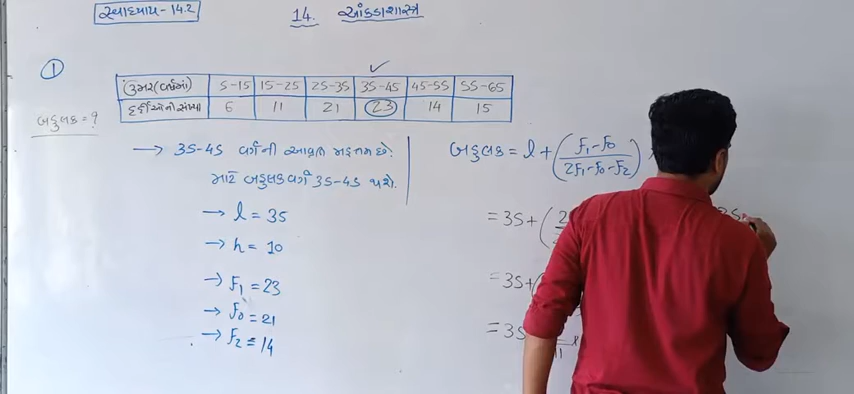 સ્વાધ્યાય-14.2
14. આંકડાશાસ્ત્ર
①
ઉંમર(વર્ષમાં) 5-15 15-25 25-35 35-45 45-55 55-65
દર્દીઓની સંખ્યા 6 11 21 23 14 15
બહુલક = ?
→ 35-45 વર્ગની આવૃત્તિ મહત્તમ છે.
માટે બહુલક વર્ગ 35-45 થશે.
→ l = 35
→ h = 10
→ f₁ = 23
→ f₀ = 21
→ f₂ = 14
બહુલક = l + (f₁-f₀ / 2f₁-f₀-f₂)
= 35 + (
= 35 + (
= 35